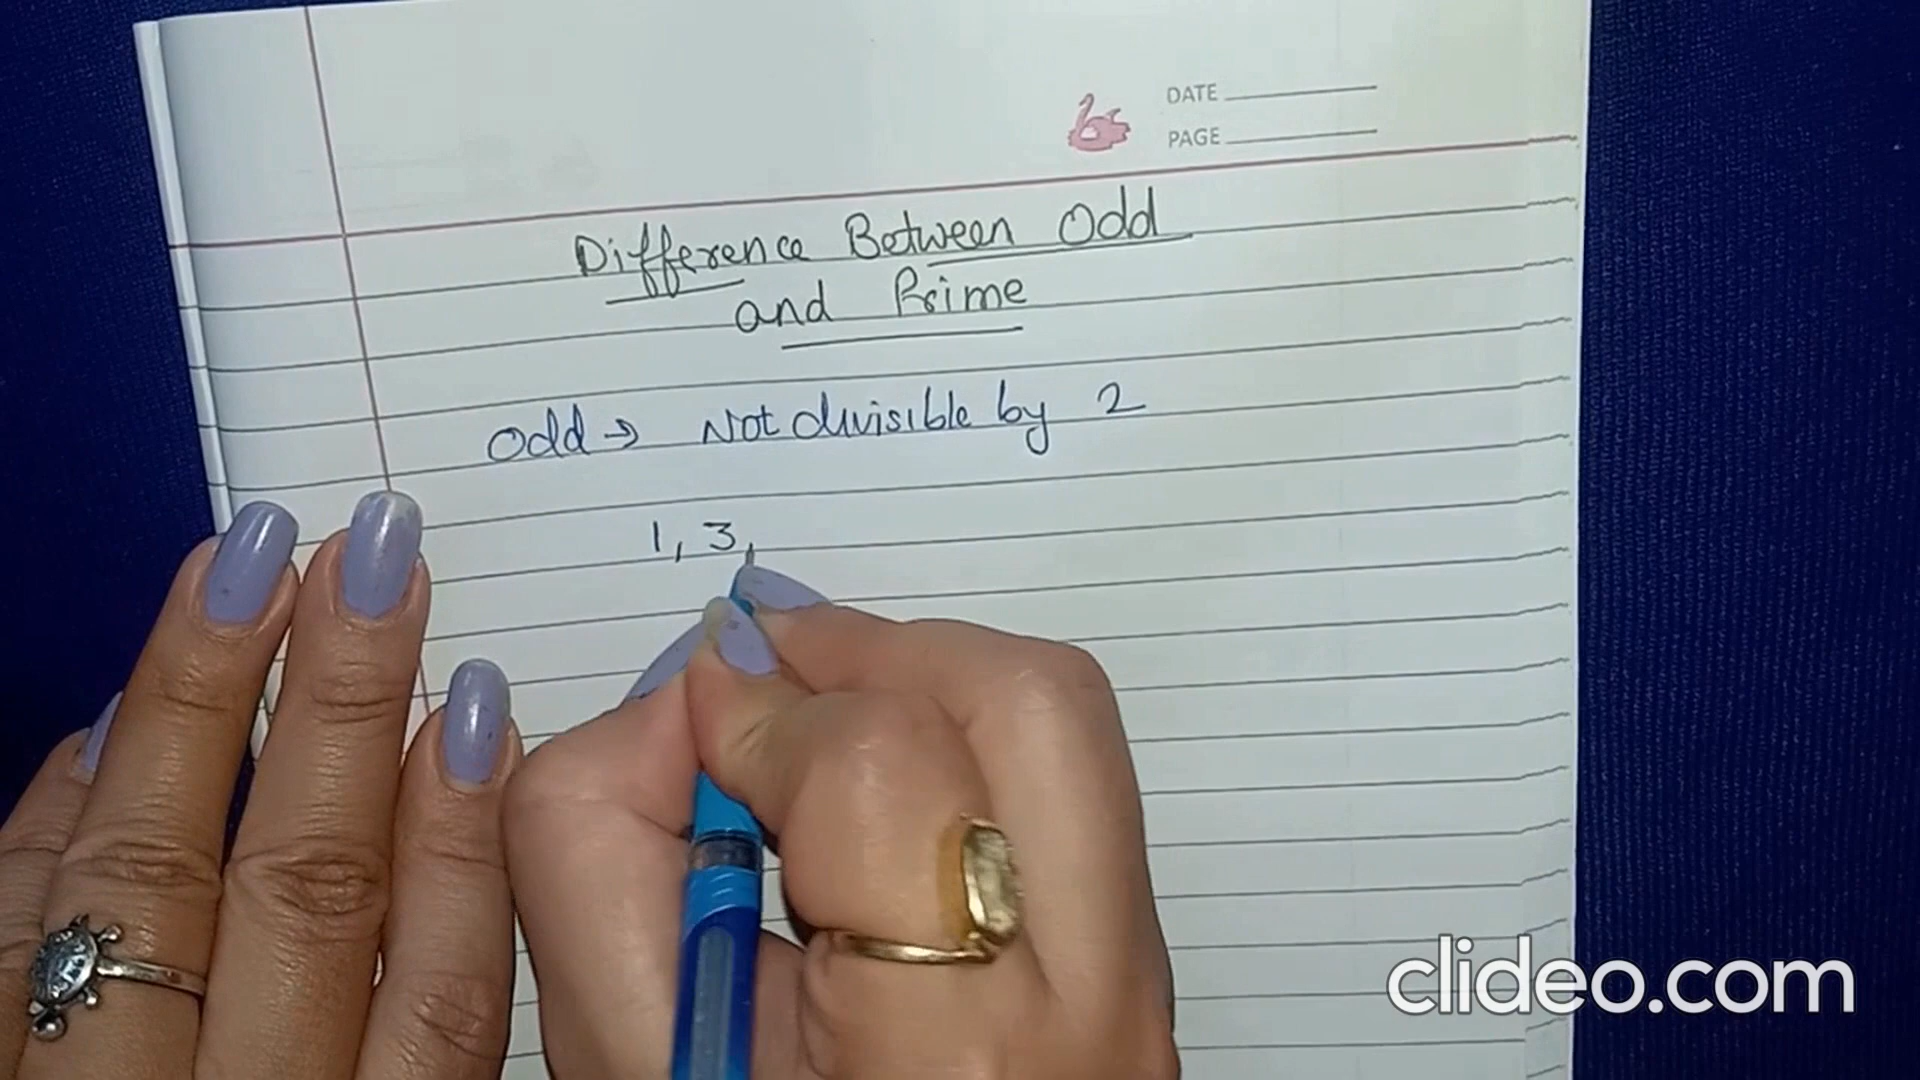 DATE
PAGE
Difference Between Odd
and Prime
Odd → Not divisible by 2
1, 3,
clideo.com